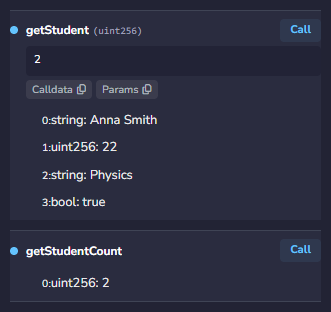 getStudent (uint256)
Call
2
Calldata
Params
0:string: Anna Smith
1:uint256: 22
2:string: Physics
3:bool: true
getStudentCount
Call
0:uint256: 2